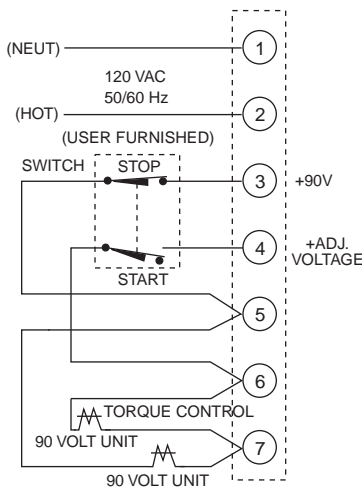 (NEUT)
1
120 VAC
50/60 Hz
(HOT)
2
(USER FURNISHED)
SWITCH
STOP
3
+90V
4
+ADJ.
VOLTAGE
START
5
6
TORQUE CONTROL
90 VOLT UNIT
7
90 VOLT UNIT